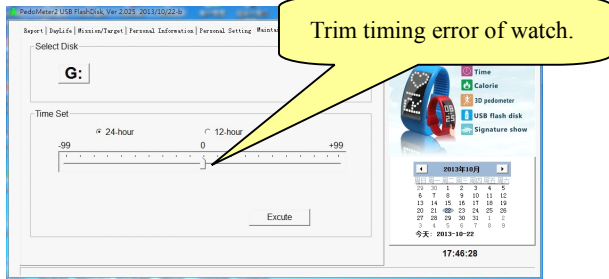 PedoMeter2 USB FlashDisk, Ver 2.025 2013/10/22-b
Trim timing error of watch.
Report | DayLife | Mission/Target | Personal Information | Personal Setting
Select Disk
G:
Time Set
24-hour
12-hour
-99
0
+99
Excute
Time
Calorie
3D pedometer
USB flash disk
Signature show
2013年10月
29 30 1 2 3 4 5
6 7 8 9 10 11 12
13 14 15 16 17 18 19
20 21 22 23 24 25 26
27 28 29 30 31 1 2
3 4 5 6 7 8 9
今天: 2013-10-22
17:46:28